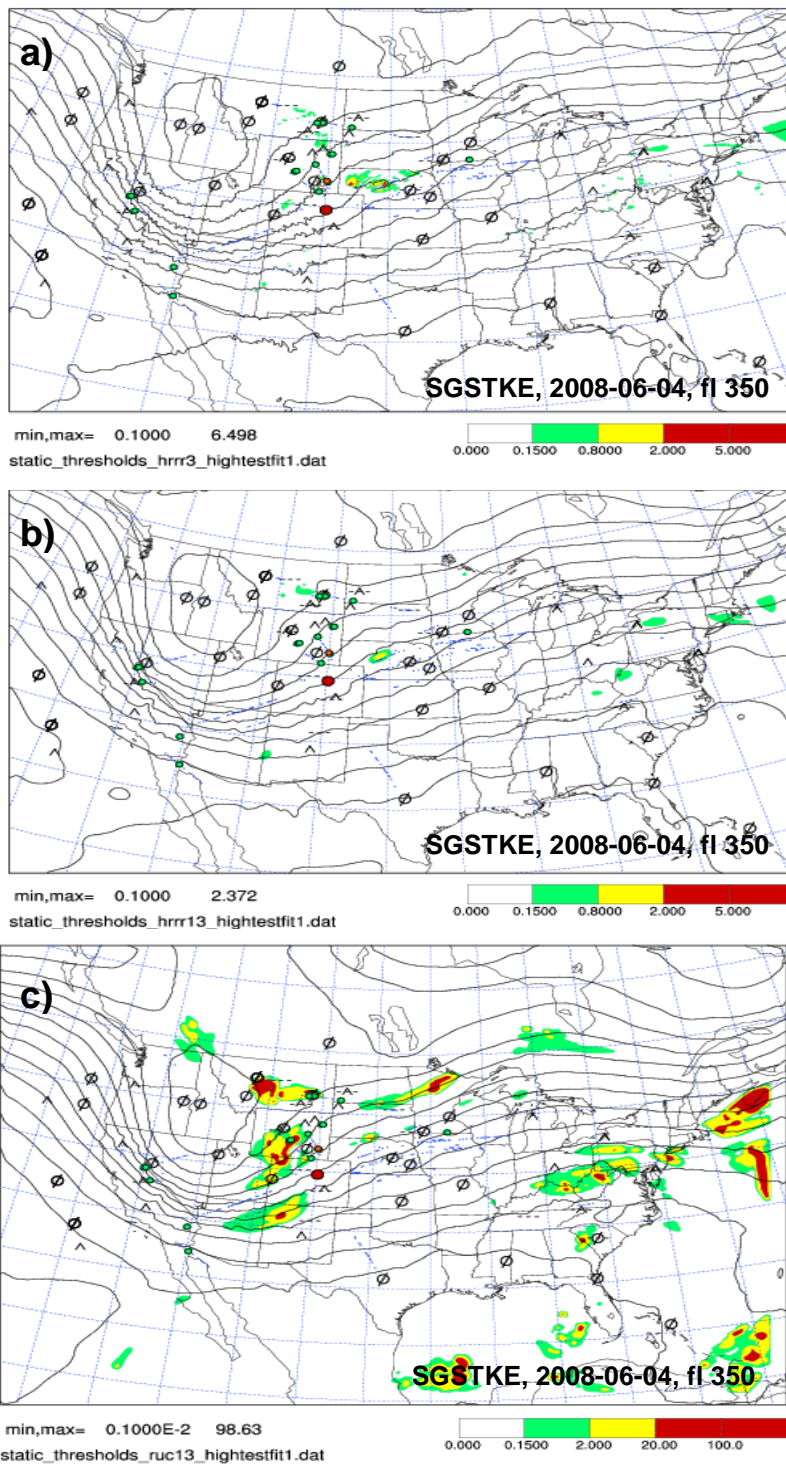 a)
SGSTKE, 2008-06-04, fl 350
min,max= 0.1000 6.498
0.000 0.1500 0.8000 2.000 5.000
static_thresholds_hrrr3_hightestfit1.dat
b)
SGSTKE, 2008-06-04, fl 350
min,max= 0.1000 2.372
0.000 0.1500 0.8000 2.000 5.000
static_thresholds_hrrr13_hightestfit1.dat
c)
SGSTKE, 2008-06-04, fl 350
min,max= 0.1000E-2 98.63
0.000 0.1500 2.000 20.00 100.0
static_thresholds_ruc13_hightestfit1.dat